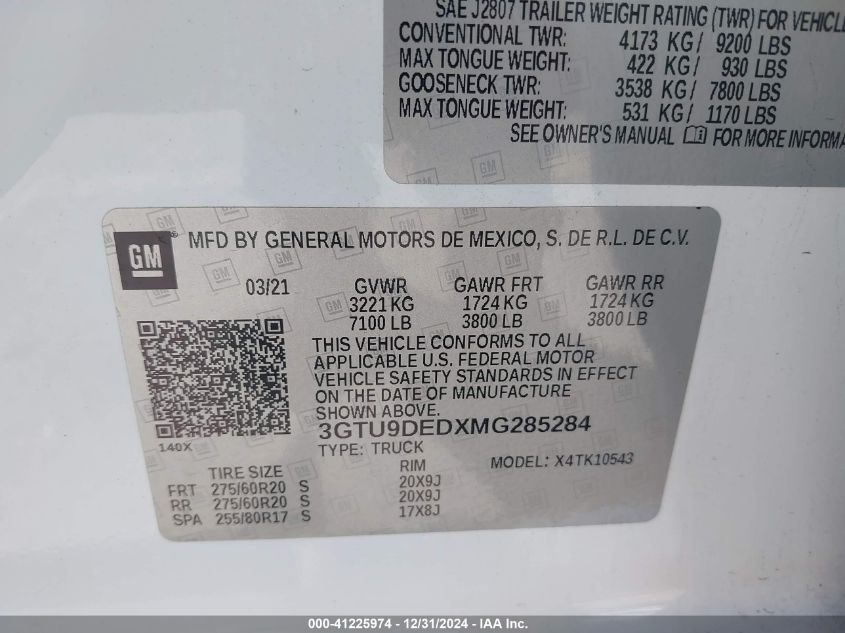 SAE J2807 TRAILER WEIGHT RATING (TWR) FOR VEHICLE
CONVENTIONAL TWR: 4173 KG/ 9200 LBS
MAX TONGUE WEIGHT: 422 KG/ 930 LBS
GOOSENECK TWR: 3538 KG/ 7800 LBS
MAX TONGUE WEIGHT: 531 KG/ 1170 LBS
SEE OWNER'S MANUAL FOR MORE INFORMA
GM ® MFD BY GENERAL MOTORS DE MEXICO, S. DE R.L. DE C.V.
03/21 GVWR GAWR FRT GAWR RR
3221 KG 1724 KG 1724 KG
7100 LB 3800 LB 3800 LB
THIS VEHICLE CONFORMS TO ALL
APPLICABLE U.S. FEDERAL MOTOR
VEHICLE SAFETY STANDARDS IN EFFECT
ON THE DATE OF MANUFACTURE
SHOWN ABOVE.
3GTU9DEDXMG285284
140X TYPE: TRUCK MODEL: X4TK10543
TIRE SIZE RIM
FRT 275/60R20 S 20X9J
RR 275/60R20 S 20X9J
SPA 255/80R17 S 17X8J
000-41225974 - 12/31/2024 - IAA Inc.